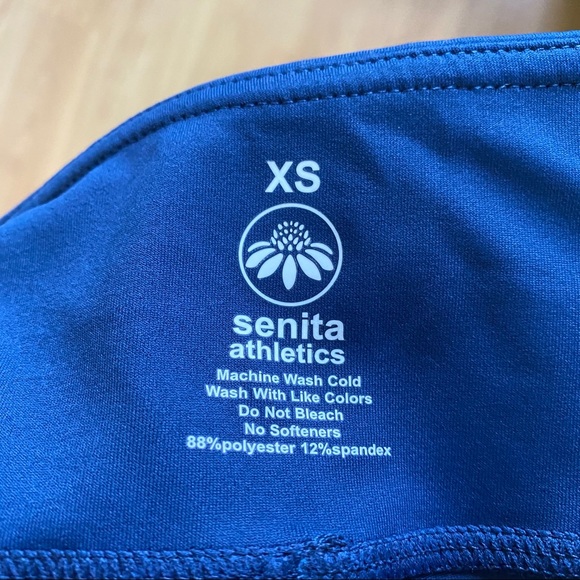 XS
senita
athletics
Machine Wash Cold
Wash With Like Colors
Do Not Bleach
No Softeners
88%polyester 12%spandex